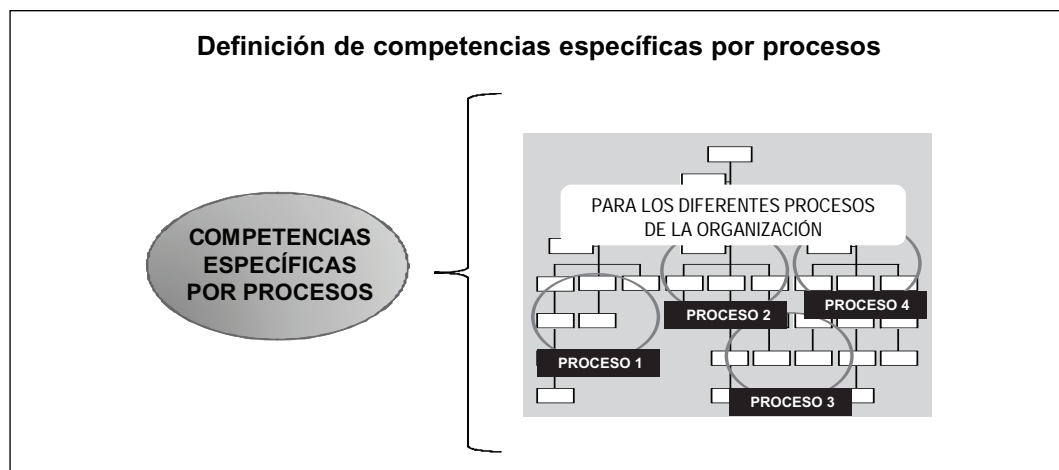 Definición de competencias específicas por procesos
COMPETENCIAS
ESPECÍFICAS
POR PROCESOS
PARA LOS DIFERENTES PROCESOS
DE LA ORGANIZACIÓN
PROCESO 1
PROCESO 2
PROCESO 3
PROCESO 4